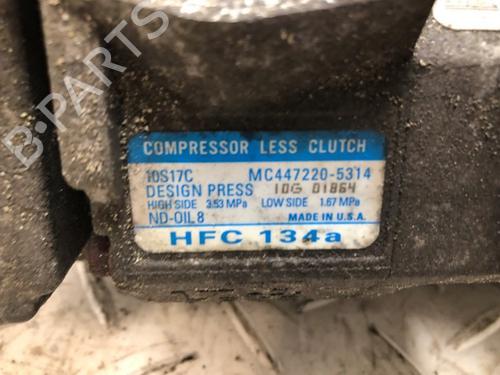 B-PARTS
COMPRESSOR LESS CLUTCH
10S17C MC447220-5314
DESIGN PRESS 10G 01864
HIGH SIDE 3.53 MPa LOW SIDE 1.67 MPa
ND-OIL 8 MADE IN U.S.A.
HFC 134a